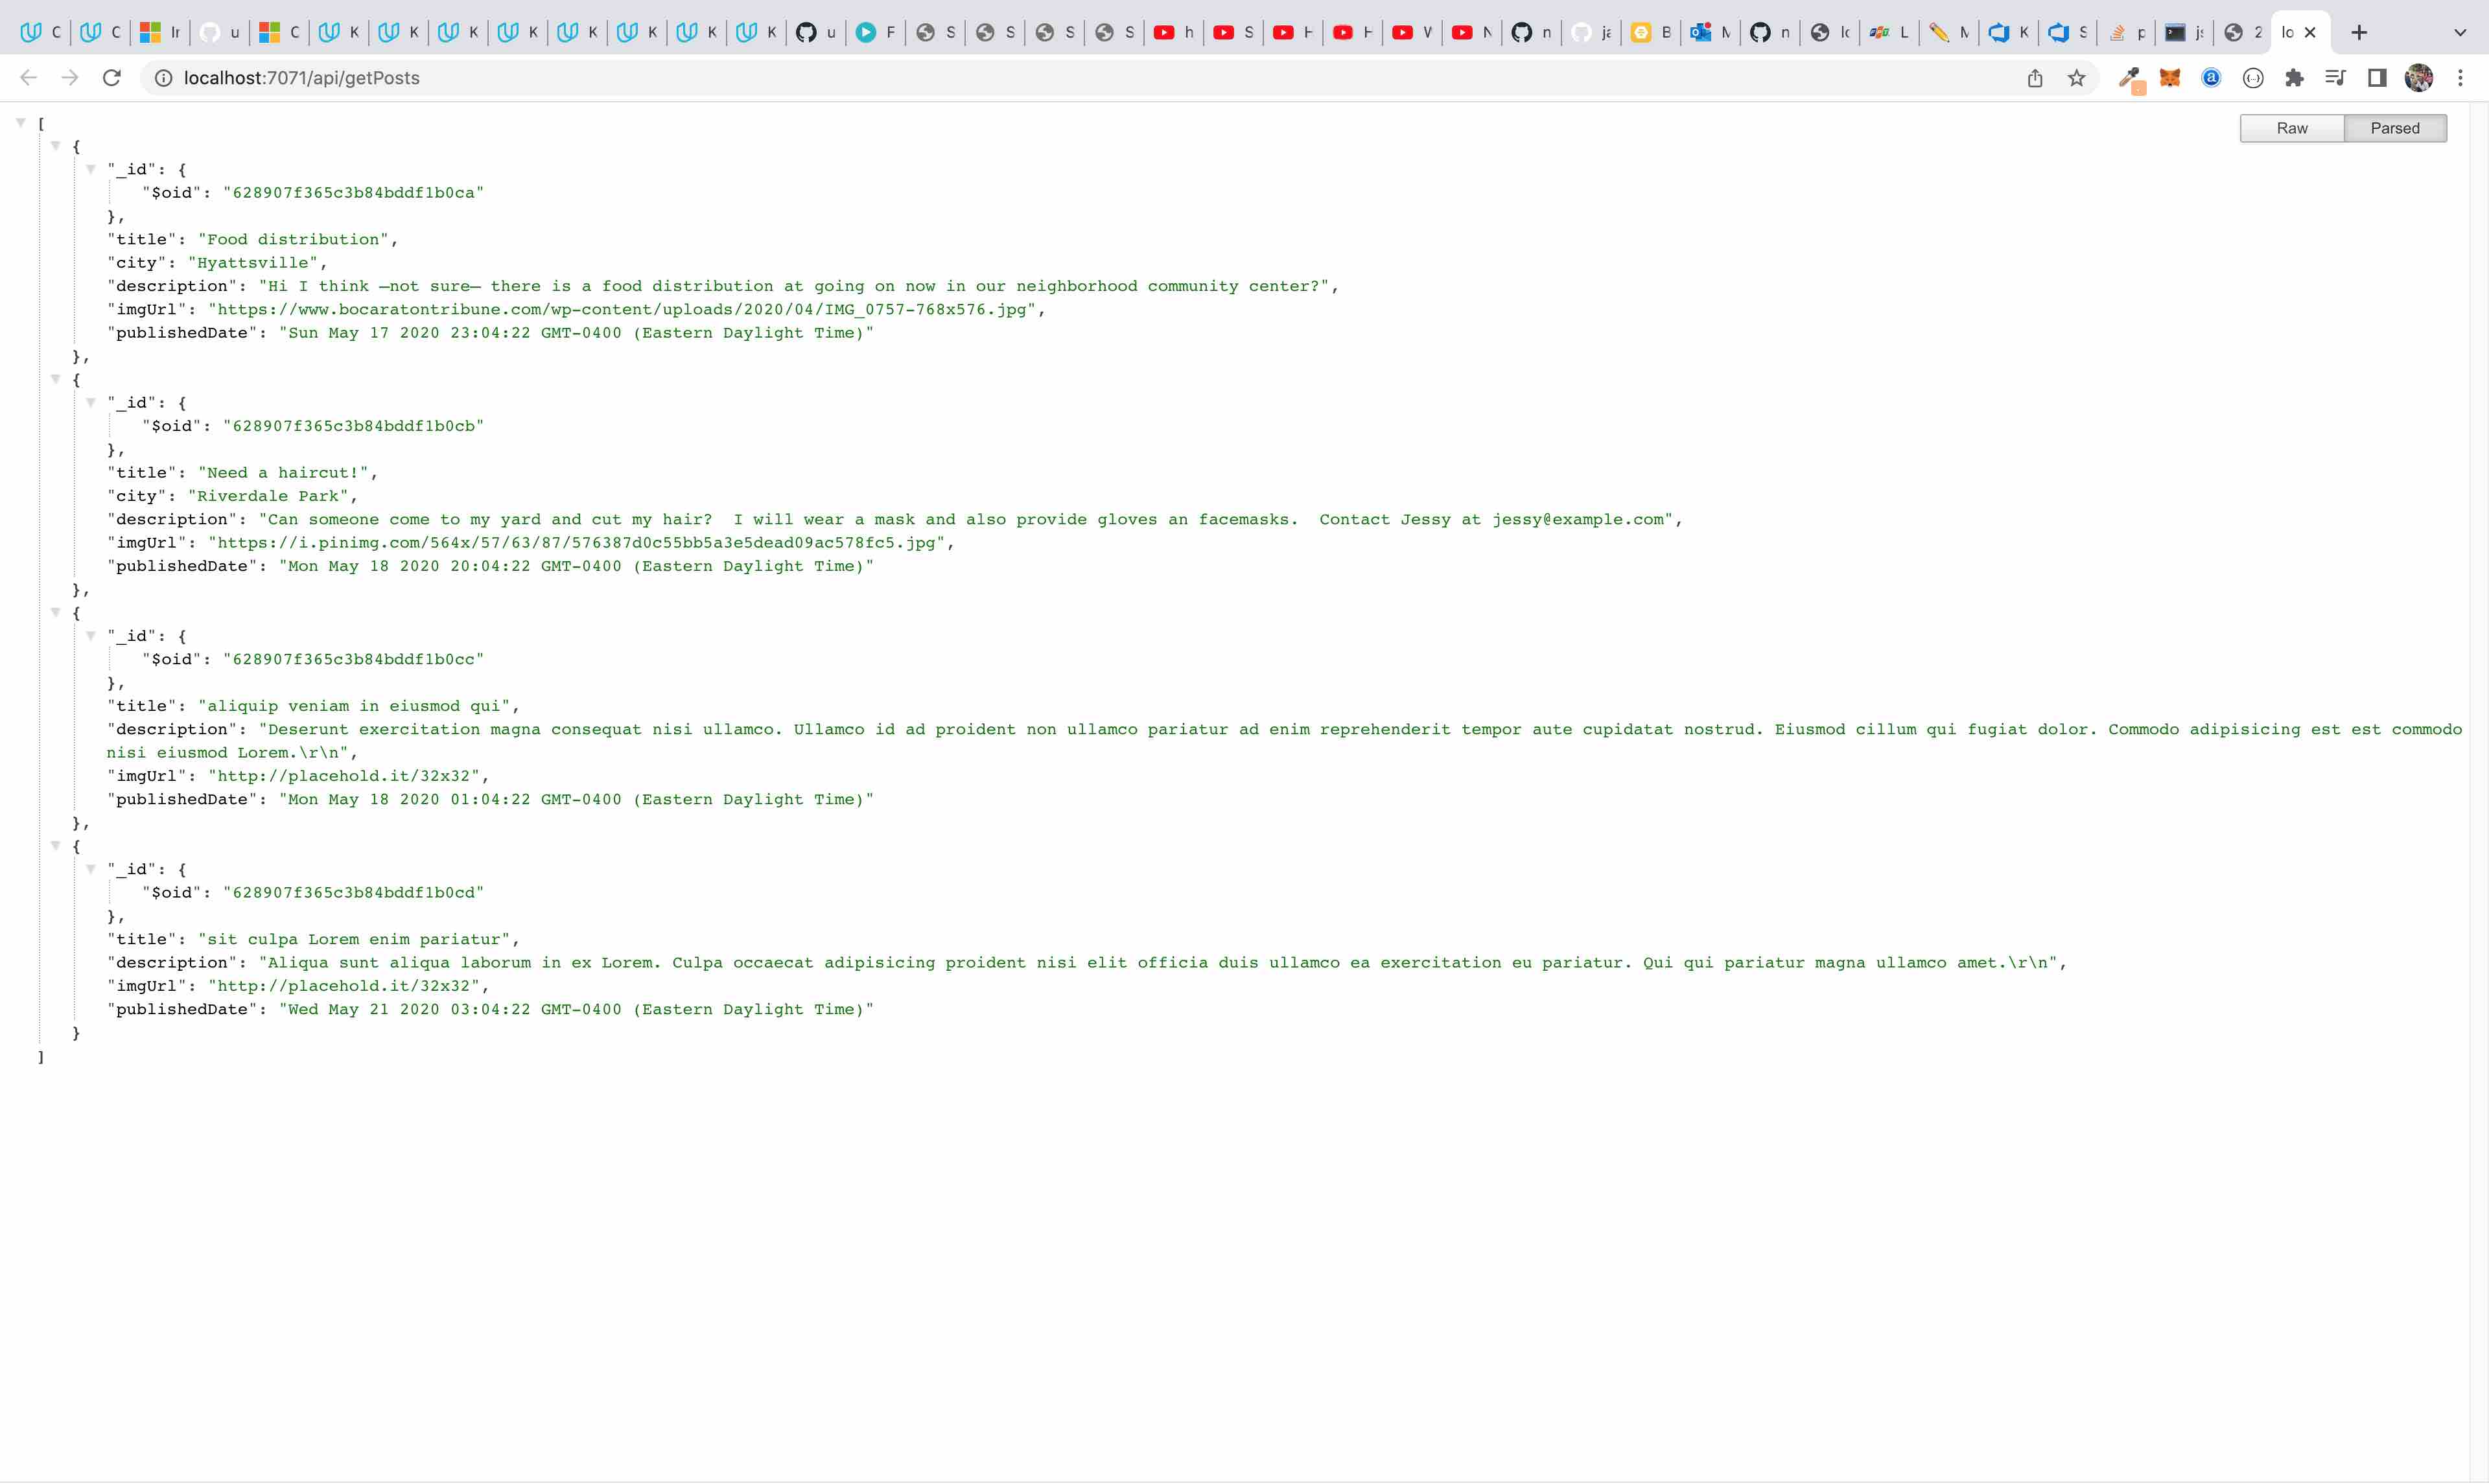 C C Ir u C K K K K K K K K u F S S S S h S H H W N n ja B M n lo L M K S p js 2 lo
localhost:7071/api/getPosts
Raw Parsed
[
{
"_id": {
"$oid": "628907f365c3b84bddf1b0ca"
},
"title": "Food distribution",
"city": "Hyattsville",
"description": "Hi I think —not sure— there is a food distribution at going on now in our neighborhood community center?",
"imgUrl": "https://www.bocaratontribune.com/wp-content/uploads/2020/04/IMG_0757-768x576.jpg",
"publishedDate": "Sun May 17 2020 23:04:22 GMT-0400 (Eastern Daylight Time)"
},
{
"_id": {
"$oid": "628907f365c3b84bddf1b0cb"
},
"title": "Need a haircut!",
"city": "Riverdale Park",
"description": "Can someone come to my yard and cut my hair?  I will wear a mask and also provide gloves an facemasks.  Contact Jessy at jessy@example.com",
"imgUrl": "https://i.pinimg.com/564x/57/63/87/576387d0c55bb5a3e5dead09ac578fc5.jpg",
"publishedDate": "Mon May 18 2020 20:04:22 GMT-0400 (Eastern Daylight Time)"
},
{
"_id": {
"$oid": "628907f365c3b84bddf1b0cc"
},
"title": "aliquip veniam in eiusmod qui",
"description": "Deserunt exercitation magna consequat nisi ullamco. Ullamco id ad proident non ullamco pariatur ad enim reprehenderit tempor aute cupidatat nostrud. Eiusmod cillum qui fugiat dolor. Commodo adipisicing est est commodo
nisi eiusmod Lorem.\r\n",
"imgUrl": "http://placehold.it/32x32",
"publishedDate": "Mon May 18 2020 01:04:22 GMT-0400 (Eastern Daylight Time)"
},
{
"_id": {
"$oid": "628907f365c3b84bddf1b0cd"
},
"title": "sit culpa Lorem enim pariatur",
"description": "Aliqua sunt aliqua laborum in ex Lorem. Culpa occaecat adipisicing proident nisi elit officia duis ullamco ea exercitation eu pariatur. Qui qui pariatur magna ullamco amet.\r\n",
"imgUrl": "http://placehold.it/32x32",
"publishedDate": "Wed May 21 2020 03:04:22 GMT-0400 (Eastern Daylight Time)"
}
]